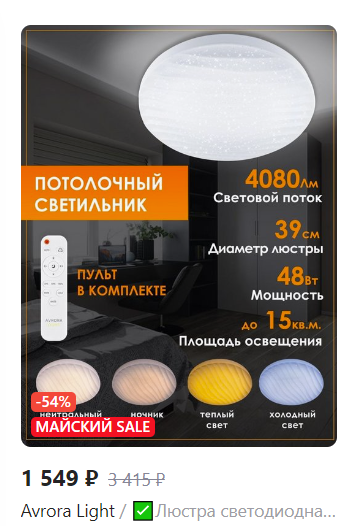 4080лм
Световой поток
ПОТОЛОЧНЫЙ
СВЕТИЛЬНИК
39см
Диаметр люстры
ПУЛЬТ
В КОМПЛЕКТЕ
48Вт
Мощность
до 15кв.м.
Площадь освещения
-54%
нейтральный
ночник
теплый
свет
холодный
свет
МАЙСКИЙ SALE
1 549 ₽ 3 415 ₽
Avrora Light / ✅Люстра светодиодна...